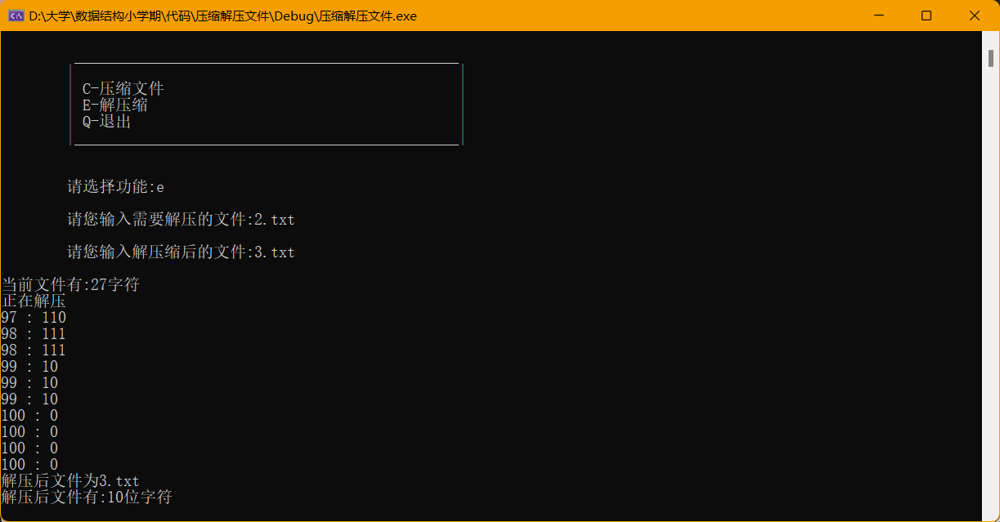 D:\大学\数据结构小学期\代码\压缩解压文件\Debug\压缩解压文件.exe
C-压缩文件
E-解压缩
Q-退出
请选择功能:e
请您输入需要解压的文件:2.txt
请您输入解压缩后的文件:3.txt
当前文件有:27字符
正在解压
97 : 110
98 : 111
98 : 111
99 : 10
99 : 10
99 : 10
100 : 0
100 : 0
100 : 0
100 : 0
解压后文件为3.txt
解压后文件有:10位字符